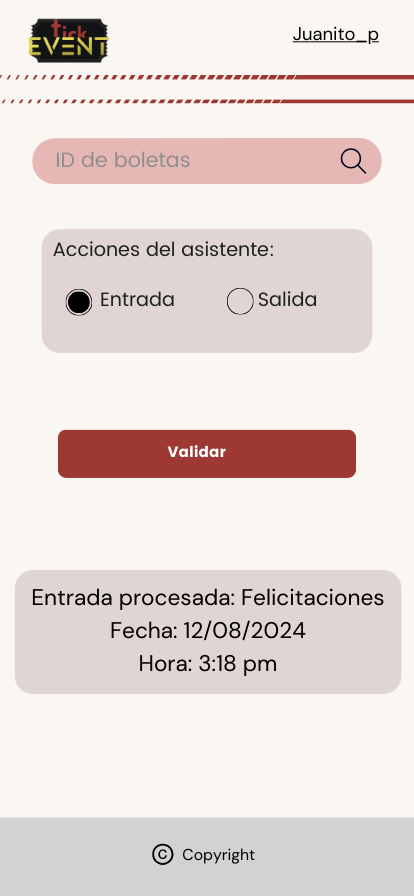 tick
EVENT
Juanito_p
ID de boletas
Acciones del asistente:
Entrada
Salida
Validar
Entrada procesada: Felicitaciones
Fecha: 12/08/2024
Hora: 3:18 pm
© Copyright